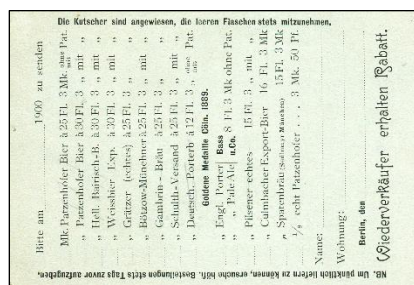 Die Kutscher sind angewiesen, die leeren Flaschen stets mitzunehmen.
Bitte am 1900 zu senden
Mk. Patzenhofer Bier à 25 Fl. 3 Mk. ohne mit Pat.
„ Patzenhofer Bier à 30 Fl. 3 „ mit „
„ Hell. Bairisch-B. à 30 Fl. 3 „ mit „
„ Weissbier Exp. à 30 Fl. 3 „ mit „
„ Grätzer (echtes) à 25 Fl. 3 „ „
„ Bötzow-Münchner à 25 Fl. 3 „ mit „
„ Gambrin-Bräu à 25 Fl. 3 „ „
„ Schulth-Versand à 25 Fl. 3 „ mit „
„ Deutsch. Porterb à 12 Fl. 3 „ ohne Pat.
Goldene Medaille Cöln. 1889.
Engl. Porter Bass 8 Fl. 3 Mk ohne Pat.
„ Pale Ale u. Co.
„ Pilsener echtes 15 Fl. 3 Mk „
„ Culmbacher Export-Bier 16 Fl. 3 Mk
„ Spatenbräu 15 Fl 3 Mk
echt Patzenhofer . . . 3 Mk. 50 Pf.
Name:
Wohnung:
Berlin, den
Wiederverkäufer erhalten Rabatt.
NB. Um pünktlich liefern zu können, ersuche höfl. Bestellungen stets Tags zuvor aufzugeben.